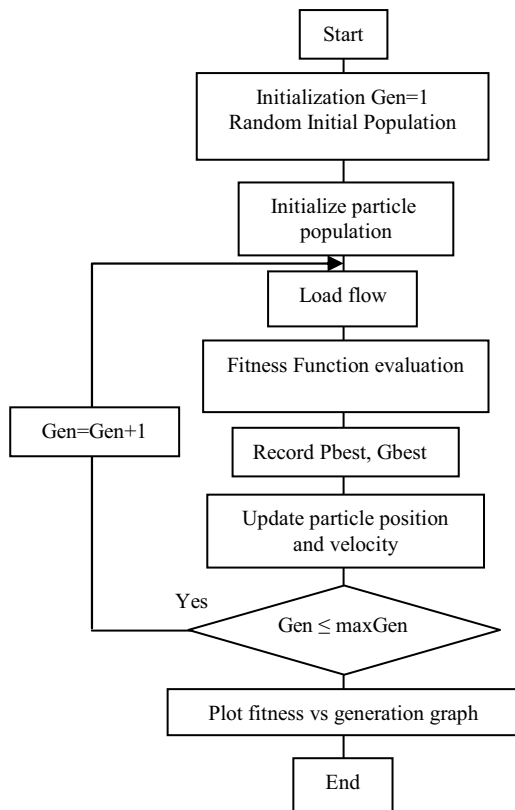 Start
Initialization Gen=1
Random Initial Population
Initialize particle
population
Load flow
Fitness Function evaluation
Gen=Gen+1
Record Pbest, Gbest
Update particle position
and velocity
Yes
Gen ≤ maxGen
Plot fitness vs generation graph
End